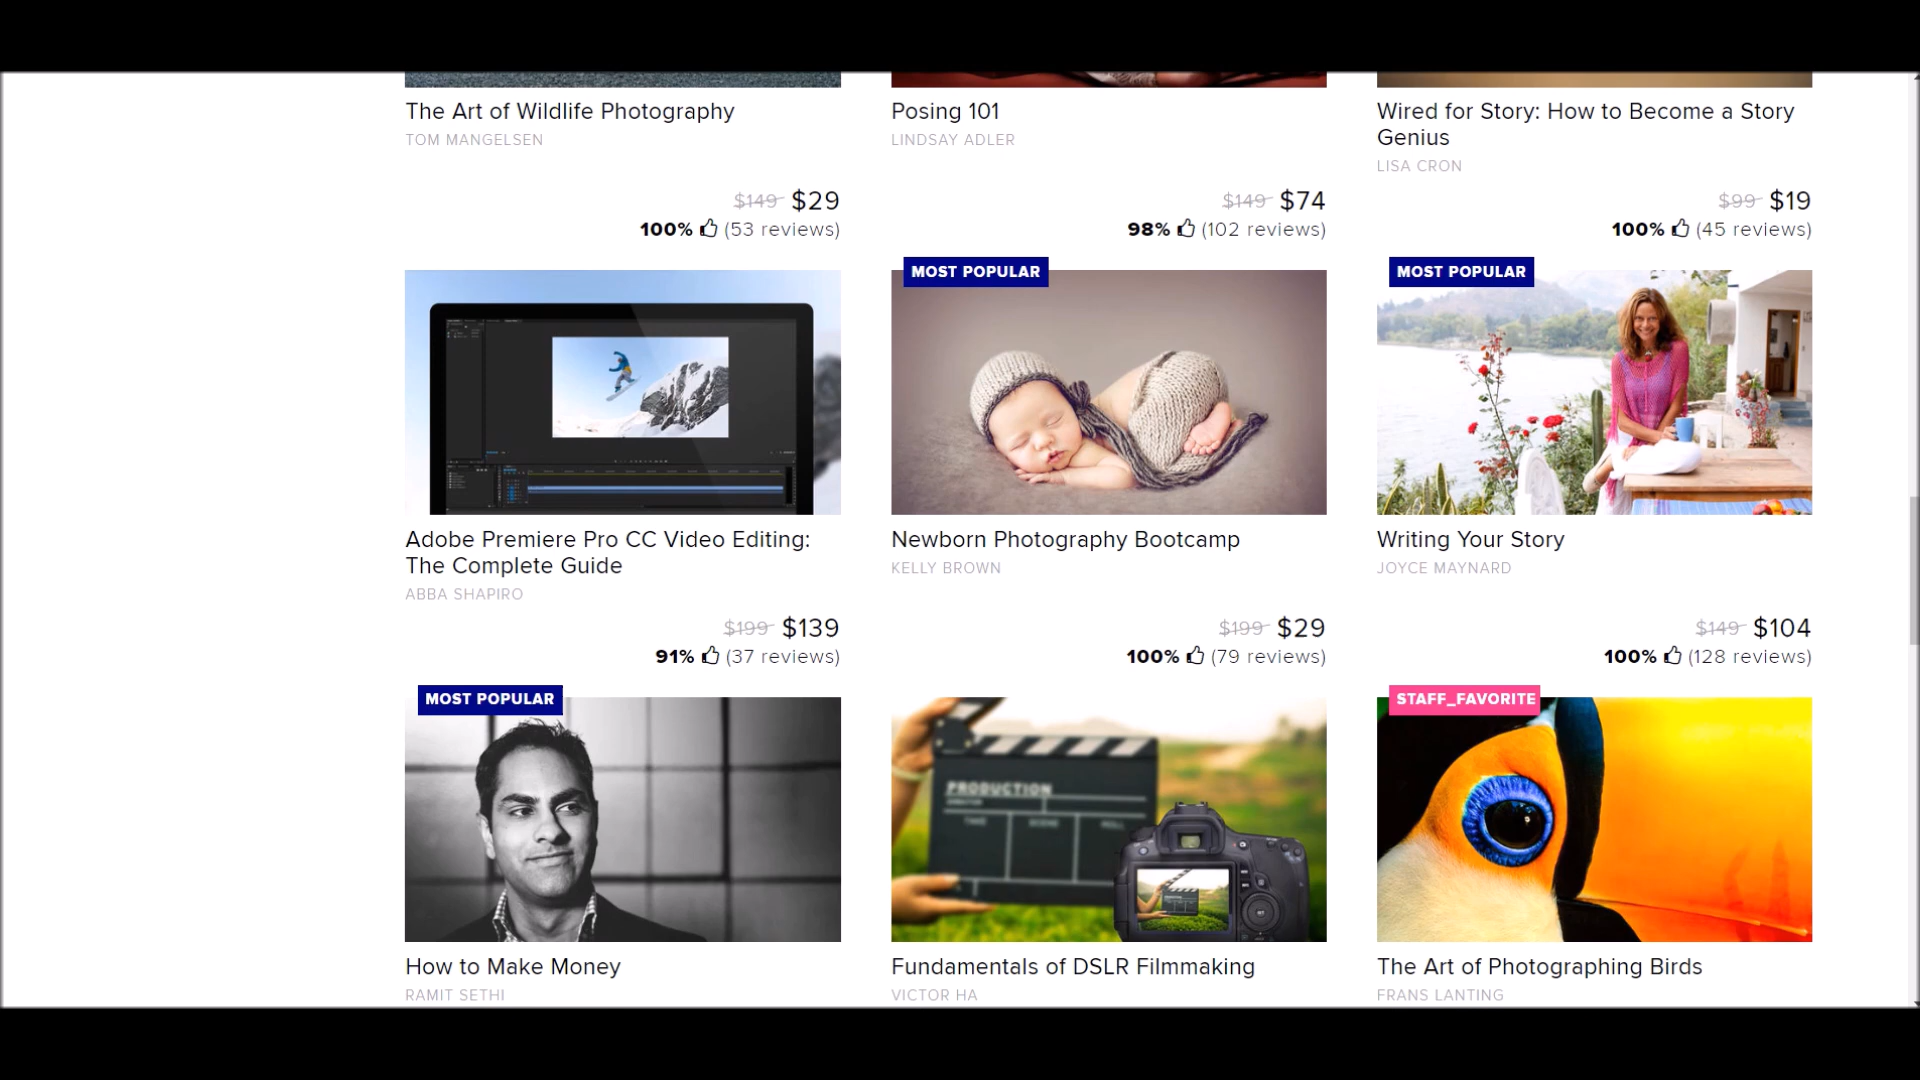 The Art of Wildlife Photography
TOM MANGELSEN
$149 $29
100% (53 reviews)
Posing 101
LINDSAY ADLER
$149 $74
98% (102 reviews)
Wired for Story: How to Become a Story
Genius
LISA CRON
$99 $19
100% (45 reviews)
Adobe Premiere Pro CC Video Editing:
The Complete Guide
ABBA SHAPIRO
$199 $139
91% (37 reviews)
MOST POPULAR
Newborn Photography Bootcamp
KELLY BROWN
$199 $29
100% (79 reviews)
MOST POPULAR
Writing Your Story
JOYCE MAYNARD
$149 $104
100% (128 reviews)
MOST POPULAR
How to Make Money
RAMIT SETHI
PRODUCTION
TAKE SCENE ROLL
Fundamentals of DSLR Filmmaking
VICTOR HA
STAFF_FAVORITE
The Art of Photographing Birds
FRANS LANTING